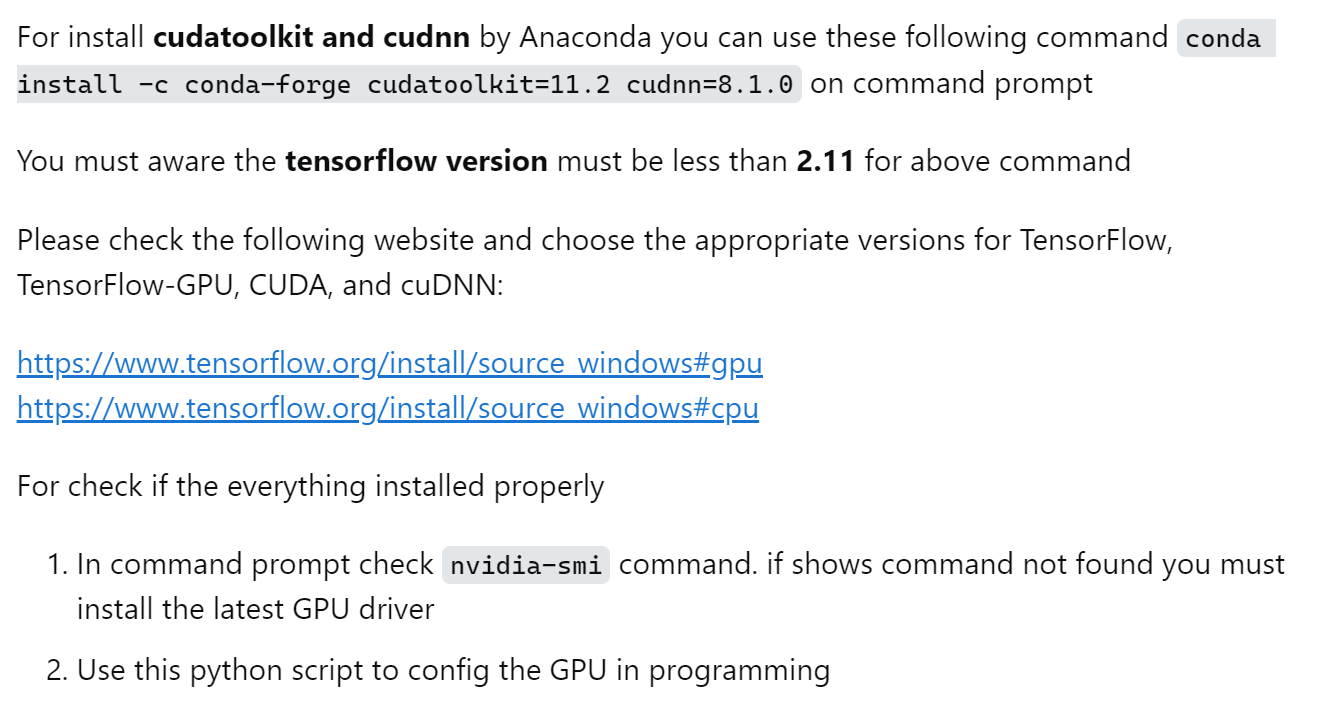 For install cudatoolkit and cudnn by Anaconda you can use these following command conda
install -c conda-forge cudatoolkit=11.2 cudnn=8.1.0 on command prompt
You must aware the tensorflow version must be less than 2.11 for above command
Please check the following website and choose the appropriate versions for TensorFlow,
TensorFlow-GPU, CUDA, and cuDNN:
https://www.tensorflow.org/install/source_windows#gpu
https://www.tensorflow.org/install/source_windows#cpu
For check if the everything installed properly
1. In command prompt check nvidia-smi command. if shows command not found you must
install the latest GPU driver
2. Use this python script to config the GPU in programming